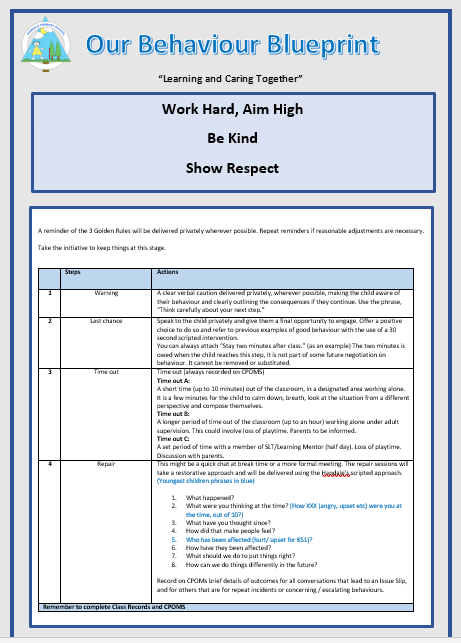 Our Behaviour Blueprint
“Learning and Caring Together”
Work Hard, Aim High
Be Kind
Show Respect
A reminder of the 3 Golden Rules will be delivered privately wherever possible. Repeat reminders if reasonable adjustments are necessary.
Take the initiative to keep things at this stage.
Steps Actions
1 Warning A clear verbal caution delivered privately, wherever possible, making the child aware of
their behaviour and clearly outlining the consequences if they continue. Use the phrase,
“Think carefully about your next step.”
2 Last chance Speak to the child privately and give them a final opportunity to engage. Offer a positive
choice to do so and refer to previous examples of good behaviour with the use of a 30
second scripted intervention.
You can always attach “Stay two minutes after class.” (as an example) The two minutes is
owed when the child reaches this step, it is not part of some future negotiation on
behaviour. It cannot be removed or substituted.
3 Time out Time out (always recorded on CPOMS)
Time out A:
A short time (up to 10 minutes) out of the classroom, in a designated area working alone.
It is a few minutes for the child to calm down, breath, look at the situation from a different
perspective and compose themselves.
Time out B:
A longer period of time out of the classroom (up to an hour) working alone under adult
supervision. This could involve loss of playtime. Parents to be informed.
Time out C:
A set period of time with a member of SLT/Learning Mentor (half day). Loss of playtime.
Discussion with parents.
4 Repair This might be a quick chat at break time or a more formal meeting. The repair sessions will
take a restorative approach and will be delivered using the scripted approach.
(Youngest children phrases in blue)
1. What happened?
2. What were you thinking at the time? (How XXX (angry, upset etc) were you at
the time, out of 10?)
3. What have you thought since?
4. How did that make people feel?
5. Who has been affected (hurt/ upset for KS1)?
6. How have they been affected?
7. What should we do to put things right?
8. How can we do things differently in the future?
Record on CPOMs brief details of outcomes for all conversations that lead to an Issue Slip,
and for others that are for repeat incidents or concerning / escalating behaviours.
Remember to complete Class Records and CPOMS